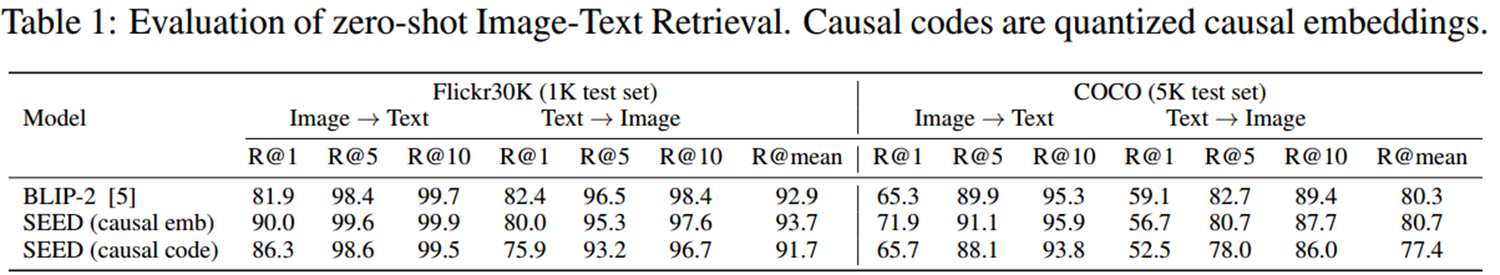 Table 1: Evaluation of zero-shot Image-Text Retrieval. Causal codes are quantized causal embeddings.
Flickr30K (1K test set) COCO (5K test set)
Model Image → Text Text → Image Image → Text Text → Image
R@1 R@5 R@10 R@1 R@5 R@10 R@mean R@1 R@5 R@10 R@1 R@5 R@10 R@mean
BLIP-2 [5] 81.9 98.4 99.7 82.4 96.5 98.4 92.9 65.3 89.9 95.3 59.1 82.7 89.4 80.3
SEED (causal emb) 90.0 99.6 99.9 80.0 95.3 97.6 93.7 71.9 91.1 95.9 56.7 80.7 87.7 80.7
SEED (causal code) 86.3 98.6 99.5 75.9 93.2 96.7 91.7 65.7 88.1 93.8 52.5 78.0 86.0 77.4